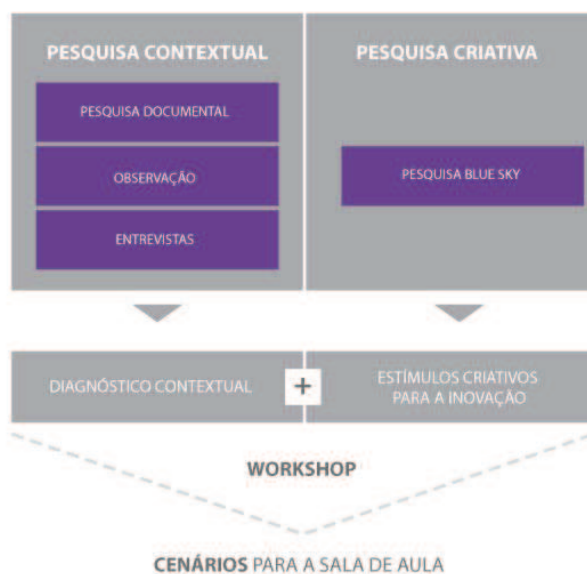 PESQUISA CONTEXTUAL
PESQUISA DOCUMENTAL
OBSERVAÇÃO
ENTREVISTAS
PESQUISA CRIATIVA
PESQUISA BLUE SKY
DIAGNÓSTICO CONTEXTUAL
+
ESTÍMULOS CRIATIVOS
PARA A INOVAÇÃO
WORKSHOP
CENÁRIOS PARA A SALA DE AULA